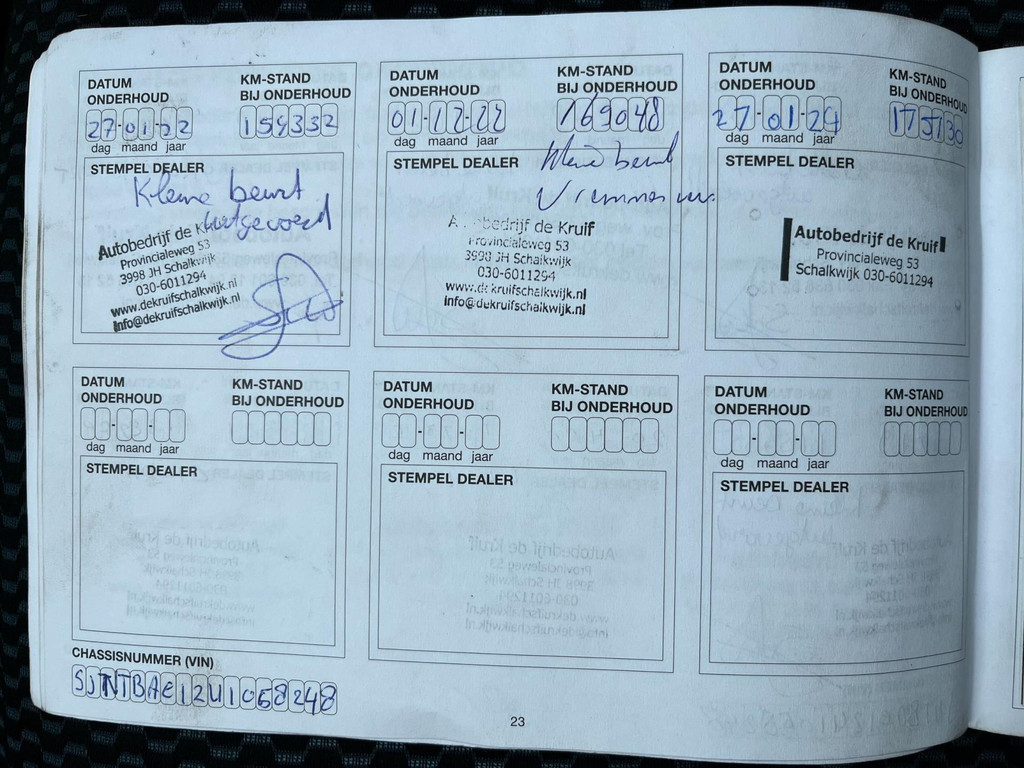 DATUM ONDERHOUD
KM-STAND BIJ ONDERHOUD
27-01-22
159332
dag maand jaar
STEMPEL DEALER
Kleine beurt
uitgevoerd
Autobedrijf de Kruif
Provincialeweg 53
3998 JH Schalkwijk
030-6011294
www.dekruifschalkwijk.nl
info@dekruifschalkwijk.nl
DATUM ONDERHOUD
KM-STAND BIJ ONDERHOUD
01-12-22
169048
dag maand jaar
STEMPEL DEALER
Kleine beurt
Autobedrijf de Kruif
Provincialeweg 53
3998 JH Schalkwijk
030-6011294
www.dekruifschalkwijk.nl
info@dekruifschalkwijk.nl
DATUM ONDERHOUD
KM-STAND BIJ ONDERHOUD
27-01-24
175730
dag maand jaar
STEMPEL DEALER
Autobedrijf de Kruif
Provincialeweg 53
Schalkwijk 030-6011294
DATUM ONDERHOUD
KM-STAND BIJ ONDERHOUD
dag maand jaar
STEMPEL DEALER
DATUM ONDERHOUD
KM-STAND BIJ ONDERHOUD
dag maand jaar
STEMPEL DEALER
DATUM ONDERHOUD
KM-STAND BIJ ONDERHOUD
dag maand jaar
STEMPEL DEALER
CHASSISNUMMER (VIN)
SJNTBAE12U1058248
23